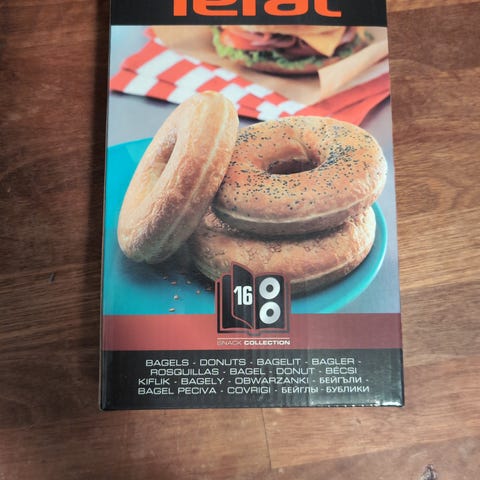 Tefal
16
SNACK COLLECTION
BAGELS - DONUTS - BAGELIT - BAGLER -
ROSQUILLAS - BAGEL - DONUT - BÉCSI
KIFLIK - BAGELY - OBWARZANKI - БЕЙГЪЛИ -
BAGEL PECIVA - COVRIGI - БЕЙГЛЫ - БУБЛИКИ